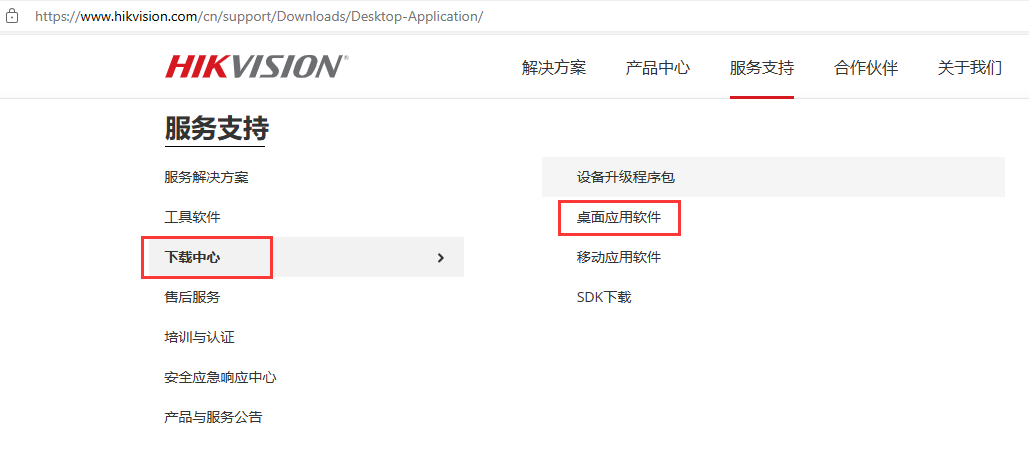 https://www.hikvision.com/cn/support/Downloads/Desktop-Application/
HIKVISION®
解决方案 产品中心 服务支持 合作伙伴 关于我们
服务支持
服务解决方案 设备升级程序包
工具软件 桌面应用软件
下载中心 移动应用软件
售后服务 SDK下载
培训与认证
安全应急响应中心
产品与服务公告